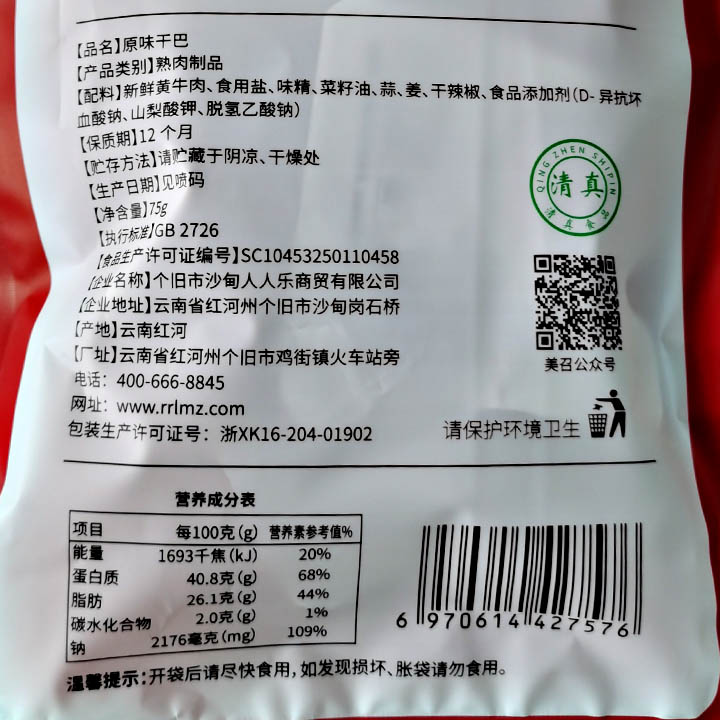 【品名】原味干巴
【产品类别】熟肉制品
【配料】新鲜黄牛肉、食用盐、味精、菜籽油、蒜、姜、干辣椒、食品添加剂(D-异抗坏
血酸钠、山梨酸钾、脱氢乙酸钠)
【保质期】12个月
【贮存方法】请贮藏于阴凉、干燥处
【生产日期】见喷码
【净含量】75g
【执行标准】GB 2726
【食品生产许可证编号】SC10453250110458
【企业名称】个旧市沙甸人人乐商贸有限公司
【企业地址】云南省红河州个旧市沙甸岗石桥
【产地】云南红河
【厂址】云南省红河州个旧市鸡街镇火车站旁
电话：400-666-8845
网址：www.rrlmz.com
包装生产许可证号：浙XK16-204-01902
QING ZHEN SHIPIN
清真
清真食品
美召公众号
请保护环境卫生
营养成分表
项目 每100克(g) 营养素参考值%
能量 1693千焦(kJ) 20%
蛋白质 40.8克(g) 68%
脂肪 26.1克(g) 44%
碳水化合物 2.0克(g) 1%
钠 2176毫克(mg) 109%
6 970614 427576
温馨提示：开袋后请尽快食用，如发现损坏、胀袋请勿食用。